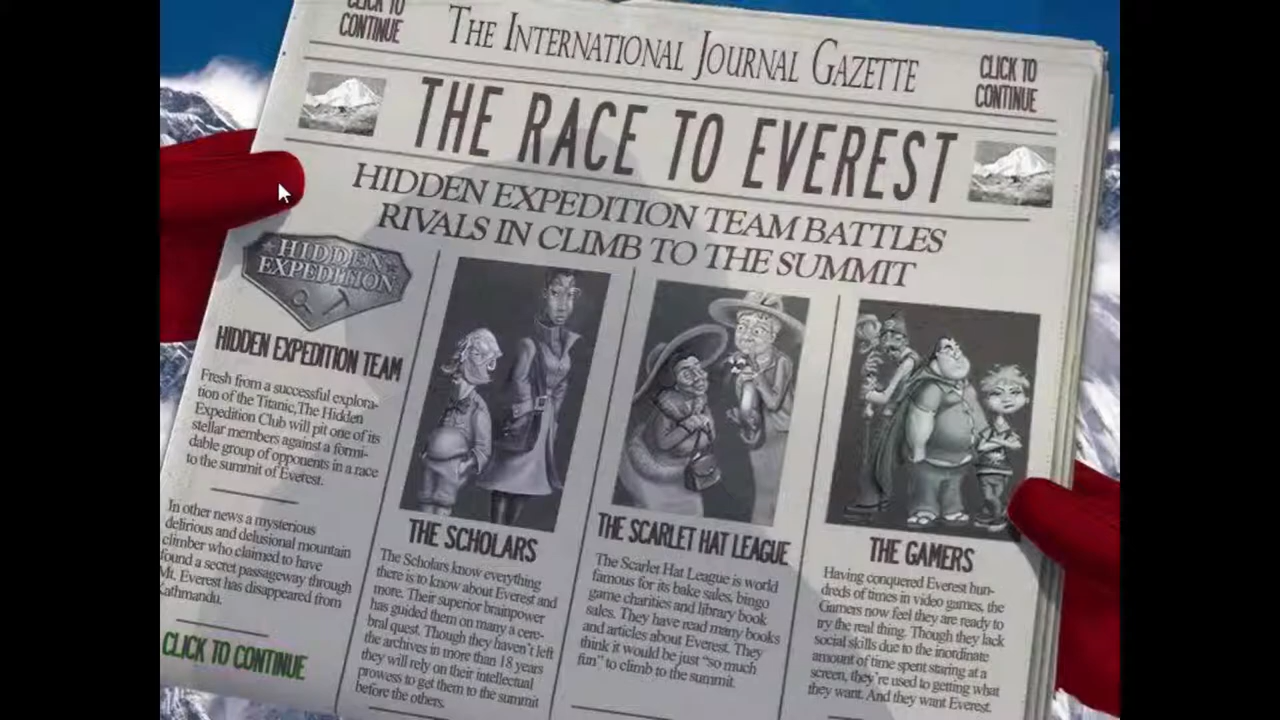 CLICK TO
CONTINUE
THE INTERNATIONAL JOURNAL GAZETTE
CLICK TO
CONTINUE
THE RACE TO EVEREST
HIDDEN EXPEDITION TEAM BATTLES
RIVALS IN CLIMB TO THE SUMMIT
HIDDEN
EXPEDITION
HIDDEN EXPEDITION TEAM
Fresh from a successful explora-
tion of the Titanic,The Hidden
Expedition Club will pit one of its
stellar members against a formi-
dable group of opponents in a race
to the summit of Everest.
In other news a mysterious
delirious and delusional mountain
climber who claimed to have
found a secret passageway through
Mt. Everest has disappeared from
Kathmandu.
CLICK TO CONTINUE
THE SCHOLARS
The Scholars know everything
there is to know about Everest and
more. Their superior brainpower
has guided them on many a cere-
bral quest. Though they haven't left
the archives in more than 18 years
they will rely on their intellectual
prowess to get them to the summit
before the others.
THE SCARLET HAT LEAGUE
The Scarlet Hat League is world
famous for its bake sales, bingo
game charities and library book
sales. They have read many books
and articles about Everest. They
think it would be just "so much
fun" to climb to the summit.
THE GAMERS
Having conquered Everest hun-
dreds of times in video games, the
Gamers now feel they are ready to
try the real thing. Though they lack
social skills due to the inordinate
amount of time spent staring at a
screen, they're used to getting what
they want. And they want Everest.